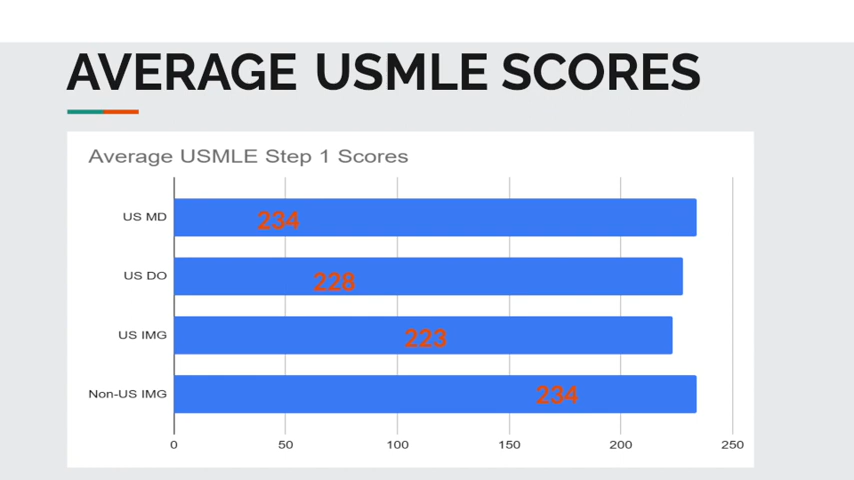 AVERAGE USMLE SCORES
Average USMLE Step 1 Scores
US MD 234
US DO 228
US IMG 223
Non-US IMG 234
0 50 100 150 200 250